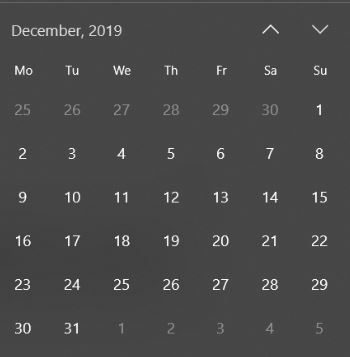 December, 2019
Mo Tu We Th Fr Sa Su
25 26 27 28 29 30 1
2 3 4 5 6 7 8
9 10 11 12 13 14 15
16 17 18 19 20 21 22
23 24 25 26 27 28 29
30 31 1 2 3 4 5